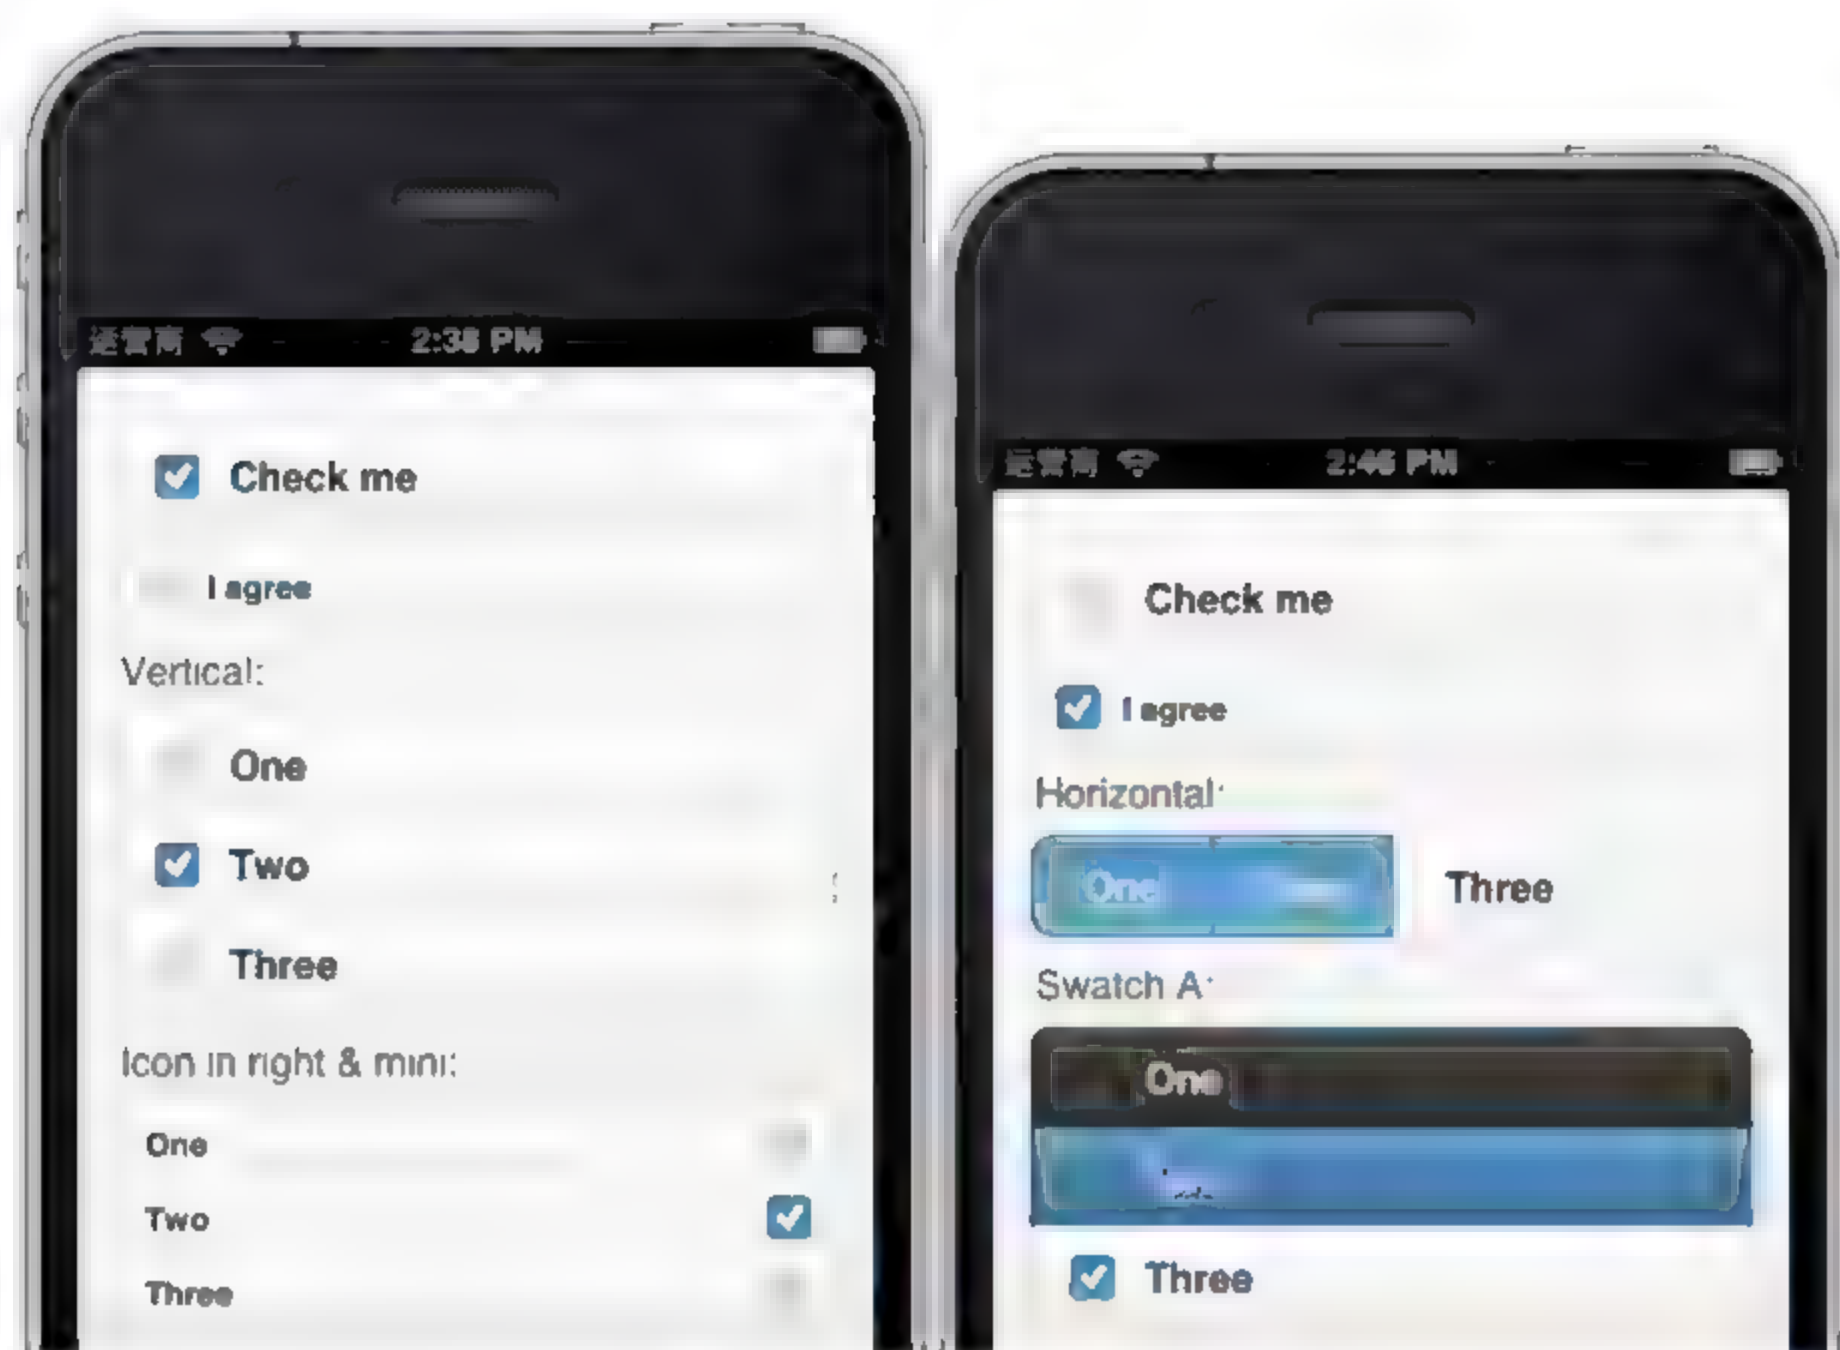 运营商 2:38 PM
Check me
I agree
Vertical:
One
Two
Three
Icon in right & mini:
One
Two
Three
运营商 2:46 PM
Check me
I agree
Horizontal:
One Three
Swatch A:
One
Three